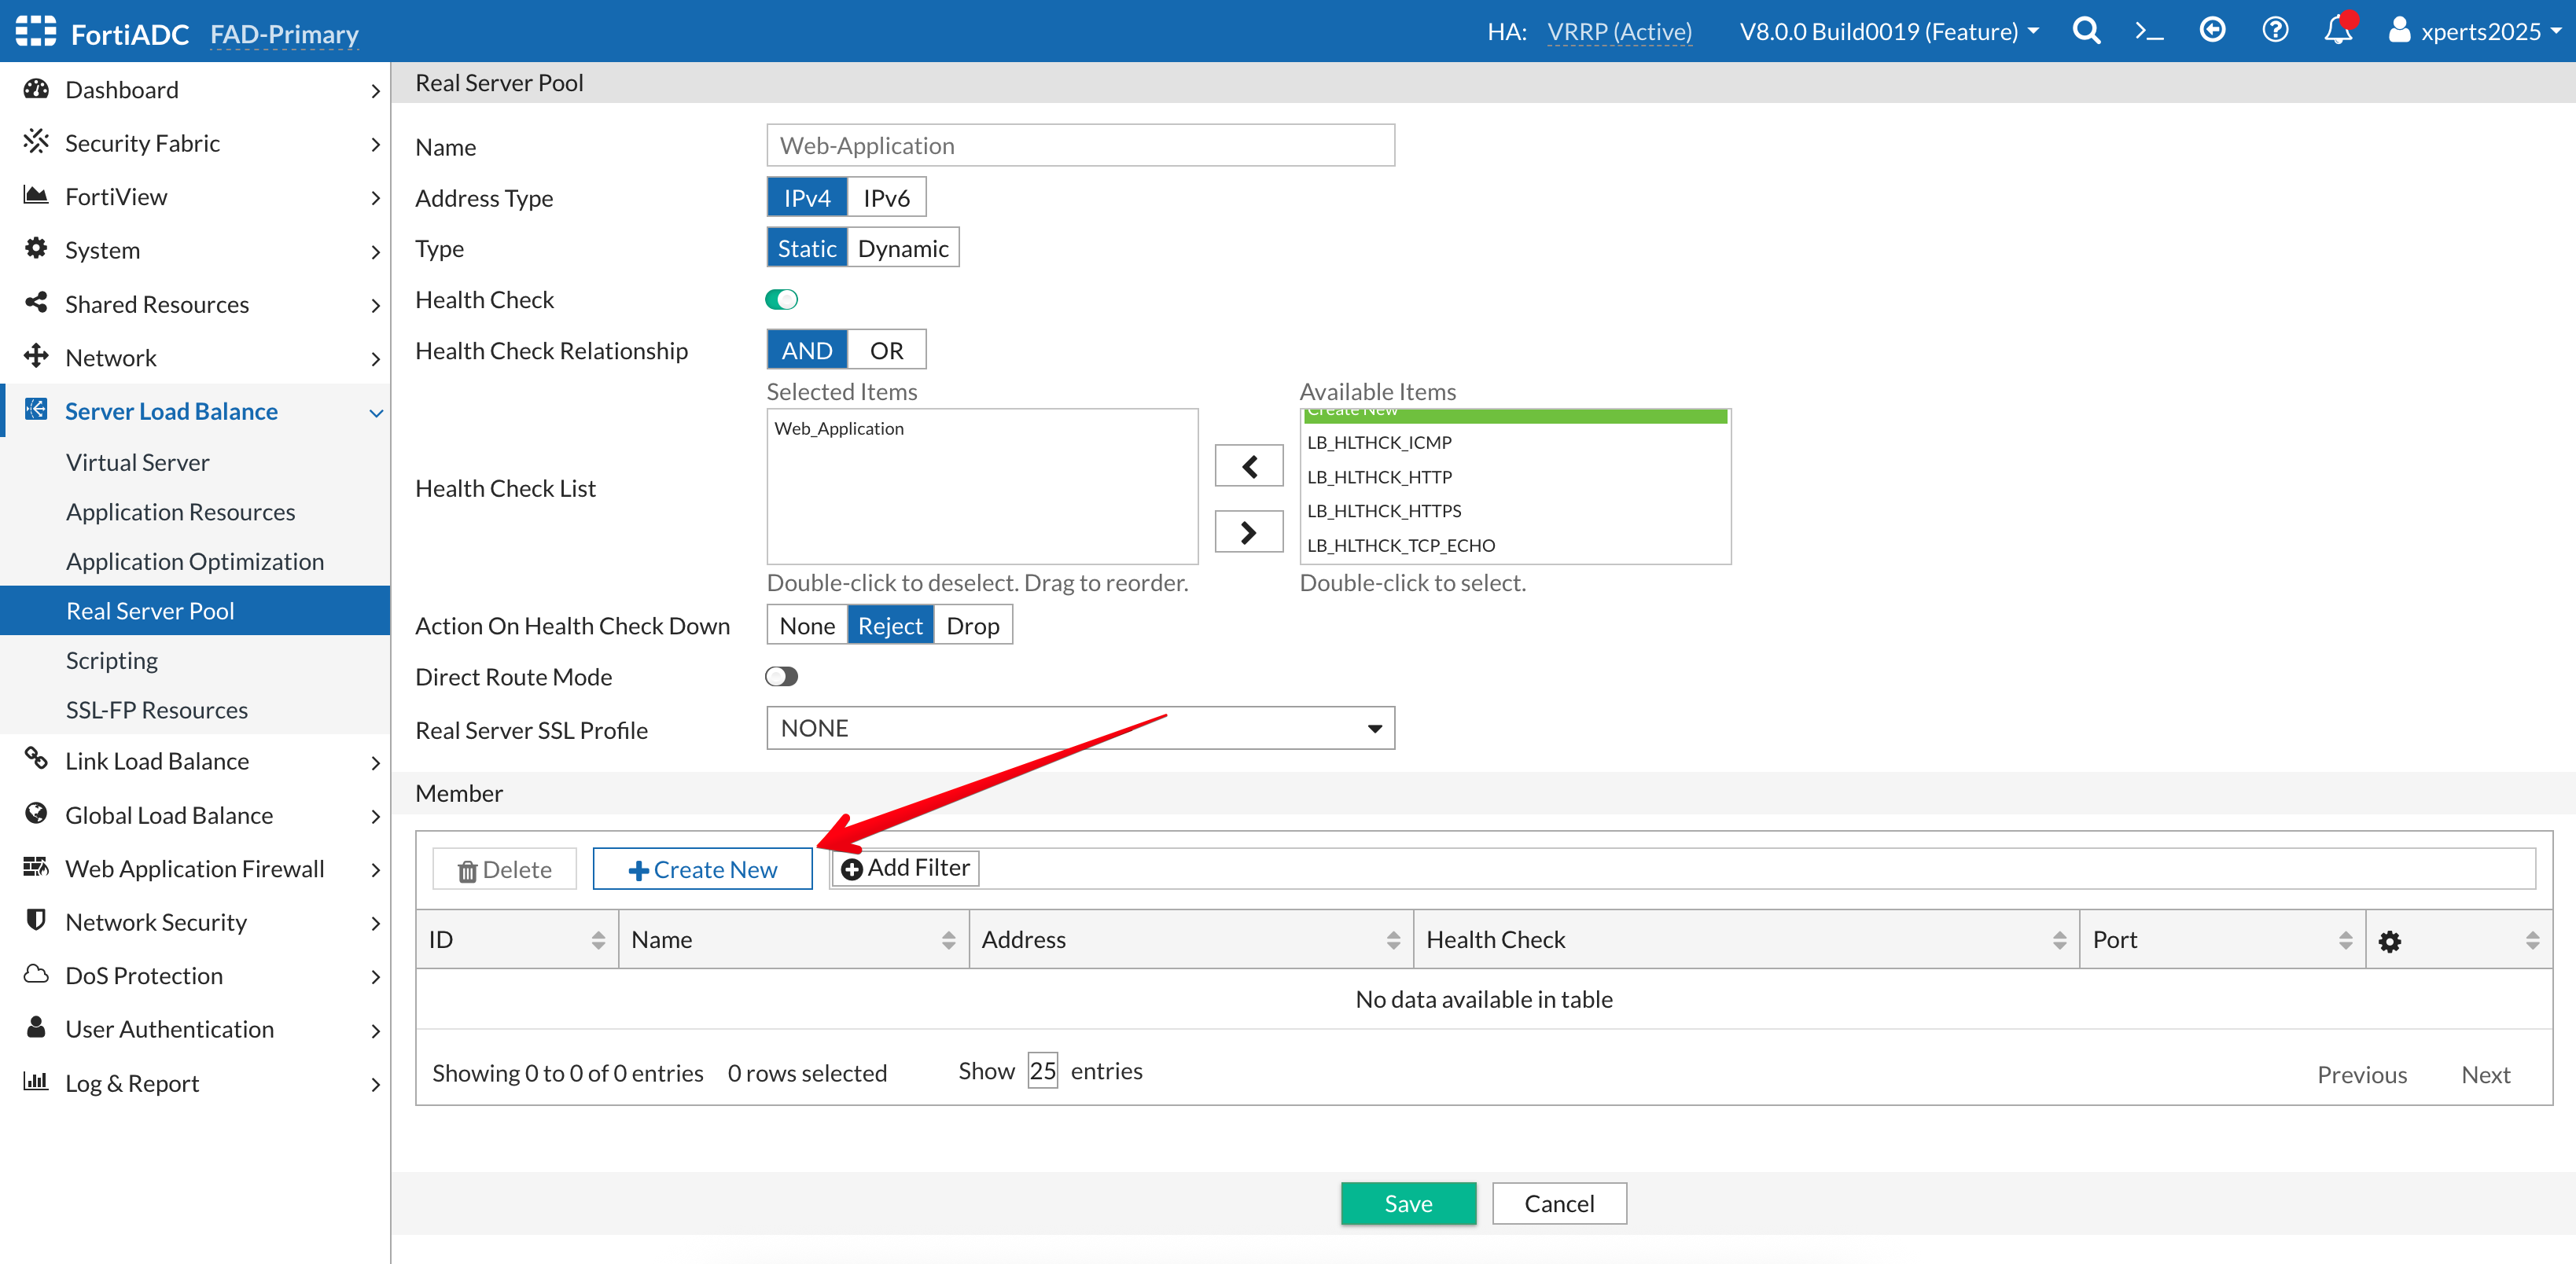 FortiADC FAD-Primary HA: VRRP (Active) V8.0.0 Build0019 (Feature) xperts2025
Dashboard
Security Fabric
FortiView
System
Shared Resources
Network
Server Load Balance
Virtual Server
Application Resources
Application Optimization
Real Server Pool
Scripting
SSL-FP Resources
Link Load Balance
Global Load Balance
Web Application Firewall
Network Security
DoS Protection
User Authentication
Log & Report
Real Server Pool
Name Web-Application
Address Type IPv4 IPv6
Type Static Dynamic
Health Check
Health Check Relationship AND OR
Selected Items Available Items
Create New
Web_Application
LB_HLTHCK_ICMP
LB_HLTHCK_HTTP
Health Check List
LB_HLTHCK_HTTPS
LB_HLTHCK_TCP_ECHO
Double-click to deselect. Drag to reorder. Double-click to select.
Action On Health Check Down None Reject Drop
Direct Route Mode
Real Server SSL Profile NONE
Member
Delete Create New Add Filter
ID Name Address Health Check Port
No data available in table
Showing 0 to 0 of 0 entries 0 rows selected Show 25 entries Previous Next
Save Cancel